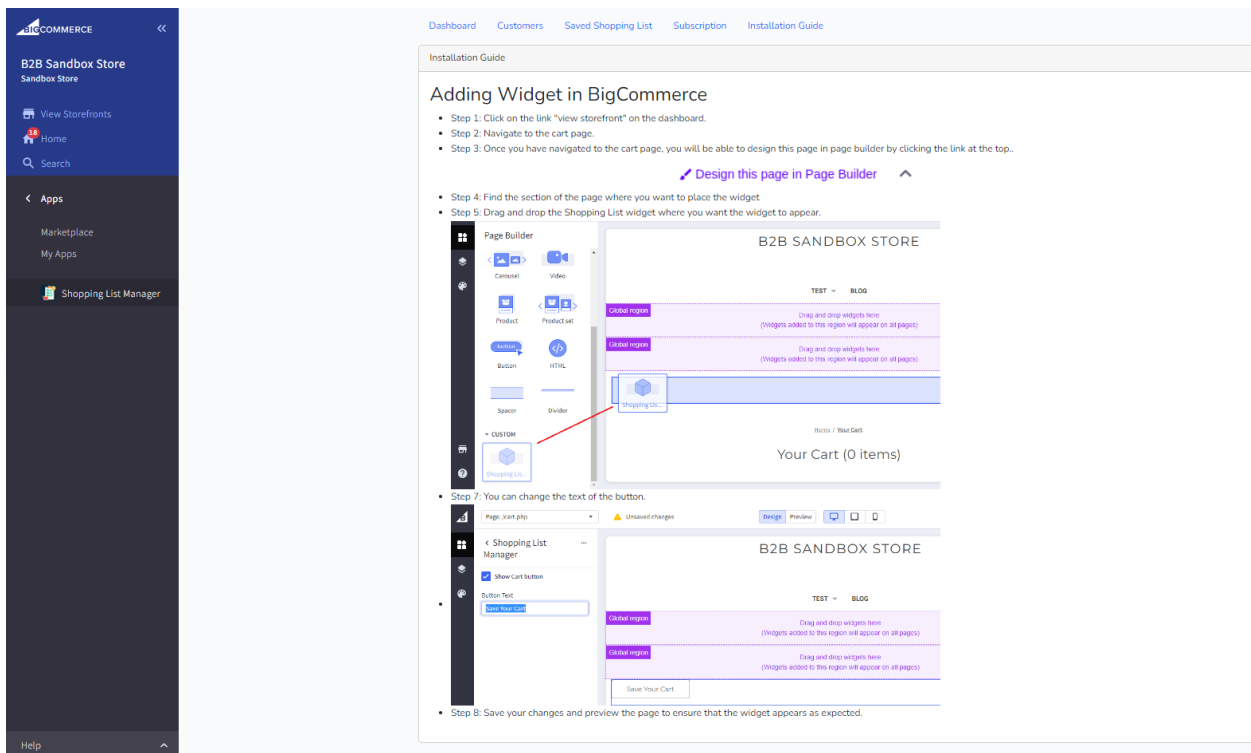 BIGCOMMERCE
B2B Sandbox Store
Sandbox Store
View Storefronts
18
Home
Search
Apps
Marketplace
My Apps
Shopping List Manager
Help
Dashboard Customers Saved Shopping List Subscription Installation Guide
Installation Guide
Adding Widget in BigCommerce
Step 1: Click on the link "view storefront" on the dashboard.
Step 2: Navigate to the cart page.
Step 3: Once you have navigated to the cart page, you will be able to design this page in page builder by clicking the link at the top..
Design this page in Page Builder
Step 4: Find the section of the page where you want to place the widget
Step 5: Drag and drop the Shopping List widget where you want the widget to appear.
Page Builder
Carousel Video
Product Product set
Button
Button HTML
Spacer Divider
CUSTOM
Shopping Lis...
B2B SANDBOX STORE
TEST BLOG
Global region
Drag and drop widgets here
(Widgets added to this region will appear on all pages)
Global region
Drag and drop widgets here
(Widgets added to this region will appear on all pages)
Shopping Lis...
Home / Your Cart
Your Cart (0 items)
Step 7: You can change the text of the button.
Page: /cart.php Unsaved changes Design Preview
Shopping List
Manager
...
Show Cart button
Button Text
Save Your Cart
B2B SANDBOX STORE
TEST BLOG
Global region
Drag and drop widgets here
(Widgets added to this region will appear on all pages)
Global region
Drag and drop widgets here
(Widgets added to this region will appear on all pages)
Save Your Cart
Step 8: Save your changes and preview the page to ensure that the widget appears as expected.